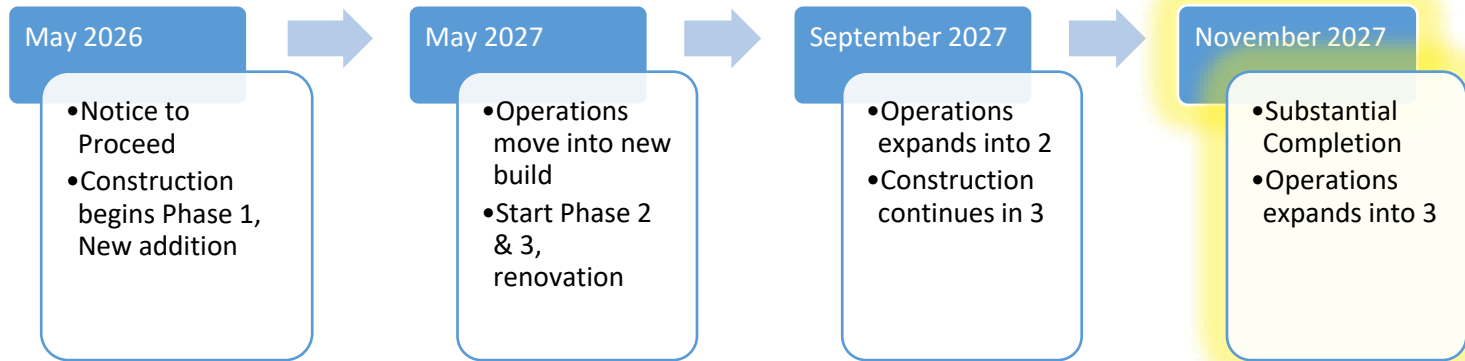 May 2026
•Notice to
Proceed
•Construction
begins Phase 1,
New addition
May 2027
•Operations
move into new
build
•Start Phase 2
& 3,
renovation
September 2027
•Operations
expands into 2
•Construction
continues in 3
November 2027
•Substantial
Completion
•Operations
expands into 3